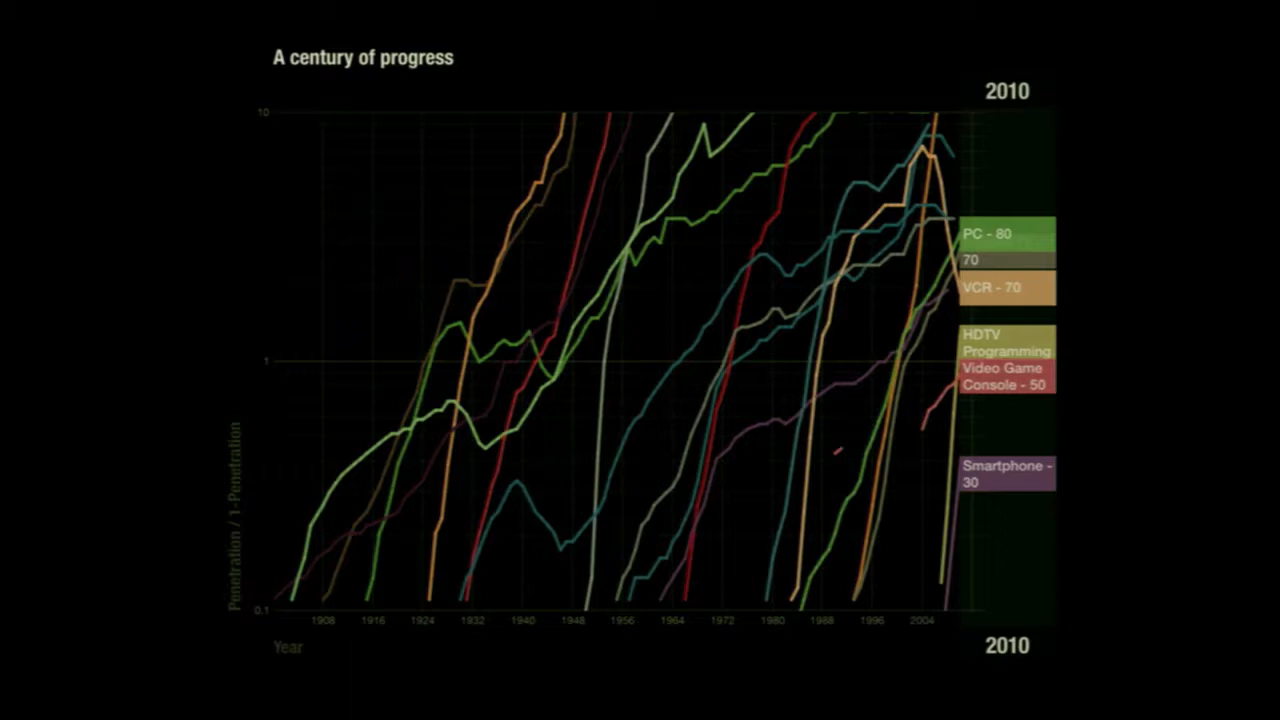 A century of progress
2010
10
PC - 80
70
VCR - 70
HDTV
Programming
1
Video Game
Console - 50
Smartphone -
30
Penetration / 1-Penetration
0.1
1908 1916 1924 1932 1940 1948 1956 1964 1972 1980 1988 1996 2004
Year
2010